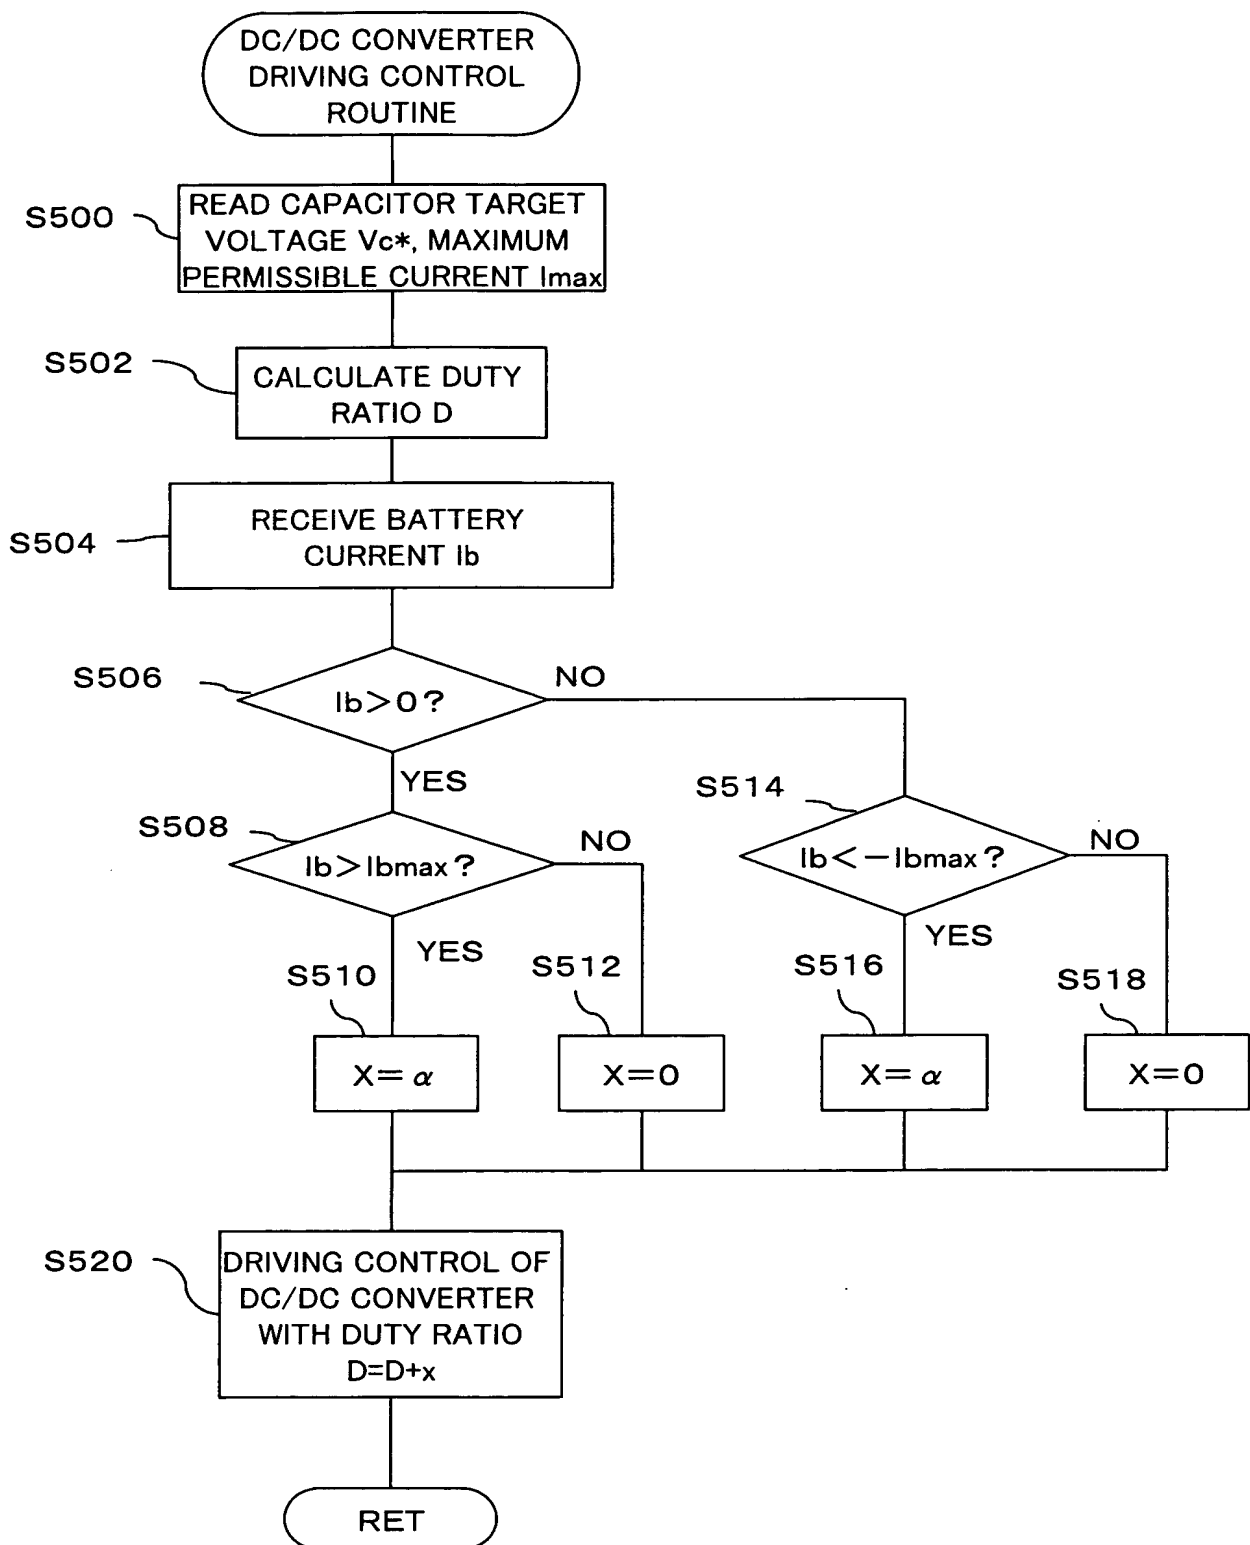 DC/DC CONVERTER
DRIVING CONTROL
ROUTINE
S500
READ CAPACITOR TARGET
VOLTAGE Vc*, MAXIMUM
PERMISSIBLE CURRENT Imax
S502
CALCULATE DUTY
RATIO D
S504
RECEIVE BATTERY
CURRENT Ib
S506
Ib>0?
NO
YES
S508
Ib>Ibmax?
NO
YES
S514
Ib<-Ibmax?
NO
YES
S510
X=α
S512
X=0
S516
X=α
S518
X=0
S520
DRIVING CONTROL OF
DC/DC CONVERTER
WITH DUTY RATIO
D=D+x
RET